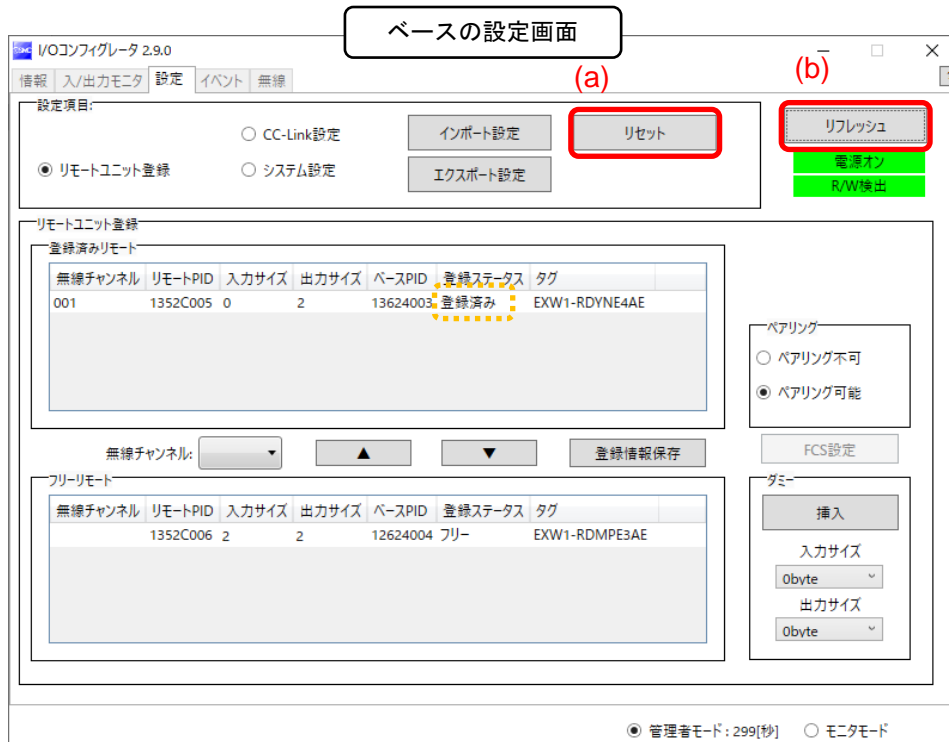 ベースの設定画面
SMC I/Oコンフィグレータ 2.9.0
情報 入/出力モニタ 設定 イベント 無線
(a)
(b)
設定項目:
CC-Link設定
インポート設定
リセット
リフレッシュ
リモートユニット登録
システム設定
エクスポート設定
電源オン
R/W検出
リモートユニット登録
登録済みリモート
無線チャンネル リモートPID 入力サイズ 出力サイズ ベースPID 登録ステータス タグ
001 1352C005 0 2 13624003 登録済み EXW1-RDYNE4AE
ペアリング
ペアリング不可
ペアリング可能
無線チャンネル: ▲ ▼ 登録情報保存
FCS設定
フリーリモート
無線チャンネル リモートPID 入力サイズ 出力サイズ ベースPID 登録ステータス タグ
1352C006 2 2 12624004 フリー EXW1-RDMPE3AE
ダミー
挿入
入力サイズ
0byte
出力サイズ
0byte
管理者モード : 299[秒] モニタモード